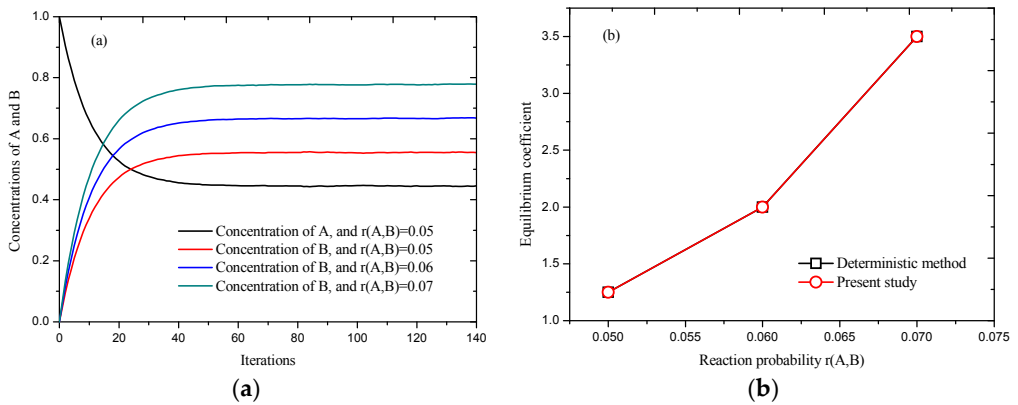 (a)
Concentrations of A and B
1.0
0.8
0.6
0.4
0.2
0.0
Concentration of A, and r(A,B)=0.05
Concentration of B, and r(A,B)=0.05
Concentration of B, and r(A,B)=0.06
Concentration of B, and r(A,B)=0.07
0 20 40 60 80 100 120 140
Iterations
(a)
(b)
Equilibrium coefficient
3.5
3.0
2.5
2.0
1.5
1.0
Deterministic method
Present study
0.050 0.055 0.060 0.065 0.070 0.075
Reaction probability r(A,B)
(b)